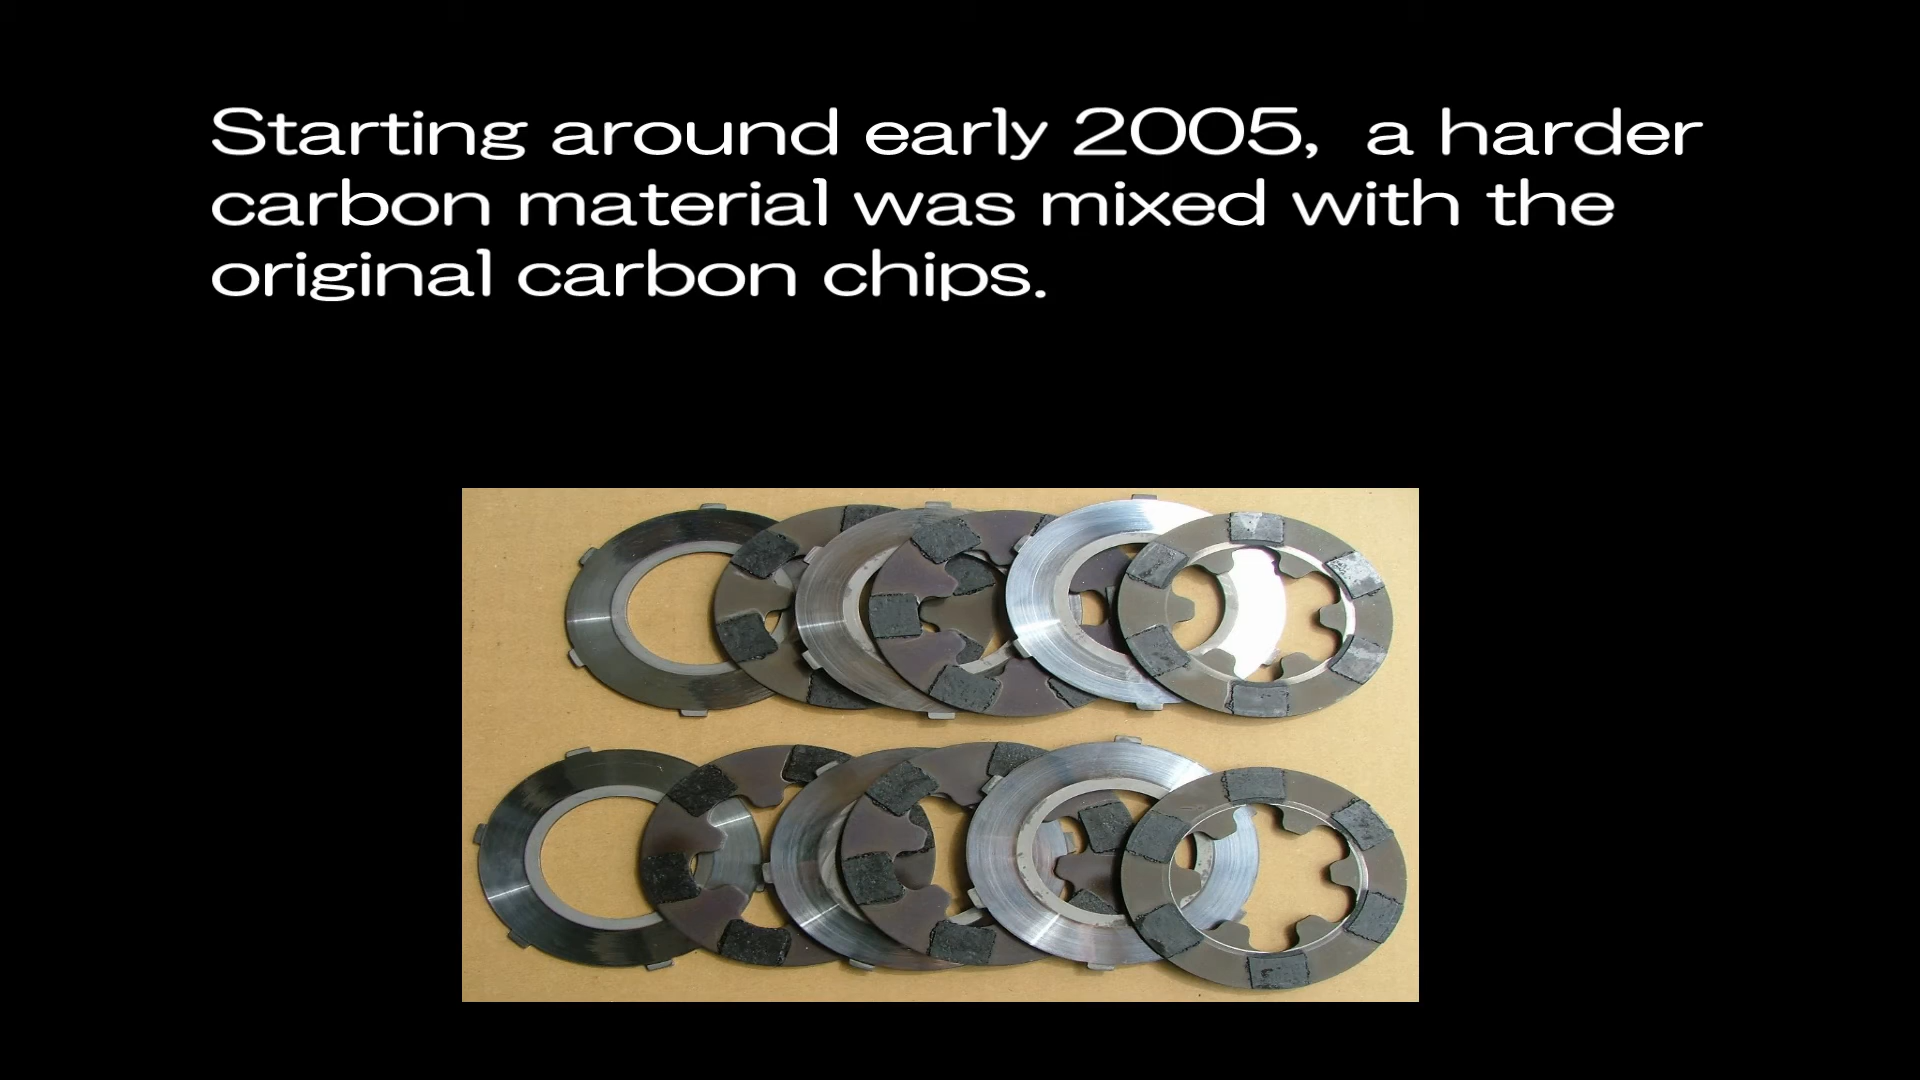 Starting around early 2005,  a harder
carbon material was mixed with the
original carbon chips.